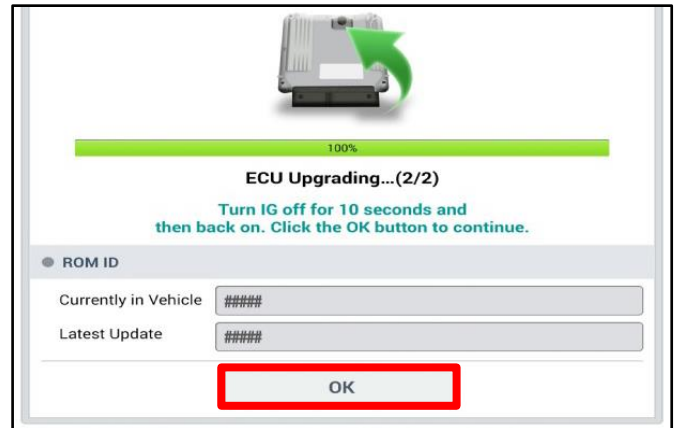 100%
ECU Upgrading...(2/2)
Turn IG off for 10 seconds and
then back on. Click the OK button to continue.
ROM ID
Currently in Vehicle #####
Latest Update #####
OK